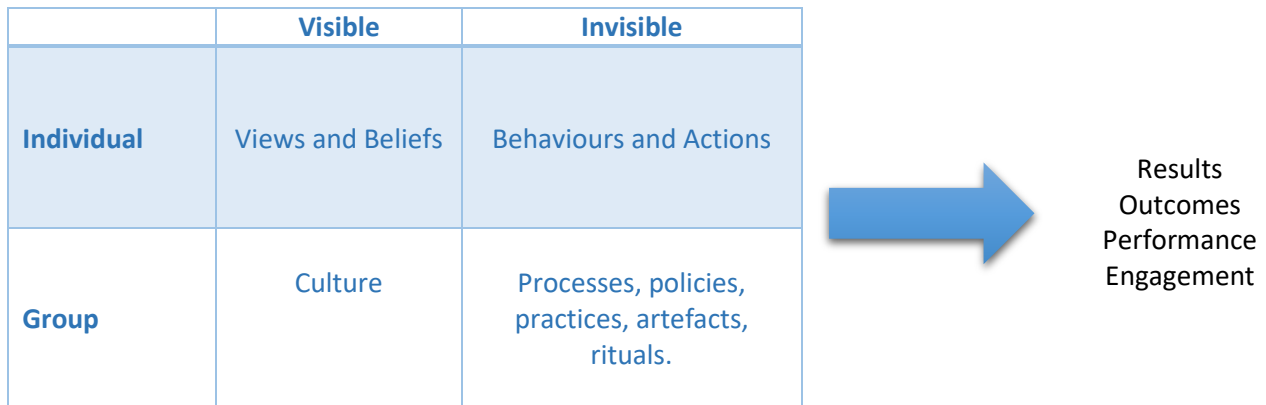 Visible Invisible
Individual Views and Beliefs Behaviours and Actions
Group Culture Processes, policies,
practices, artefacts,
rituals.
Results
Outcomes
Performance
Engagement